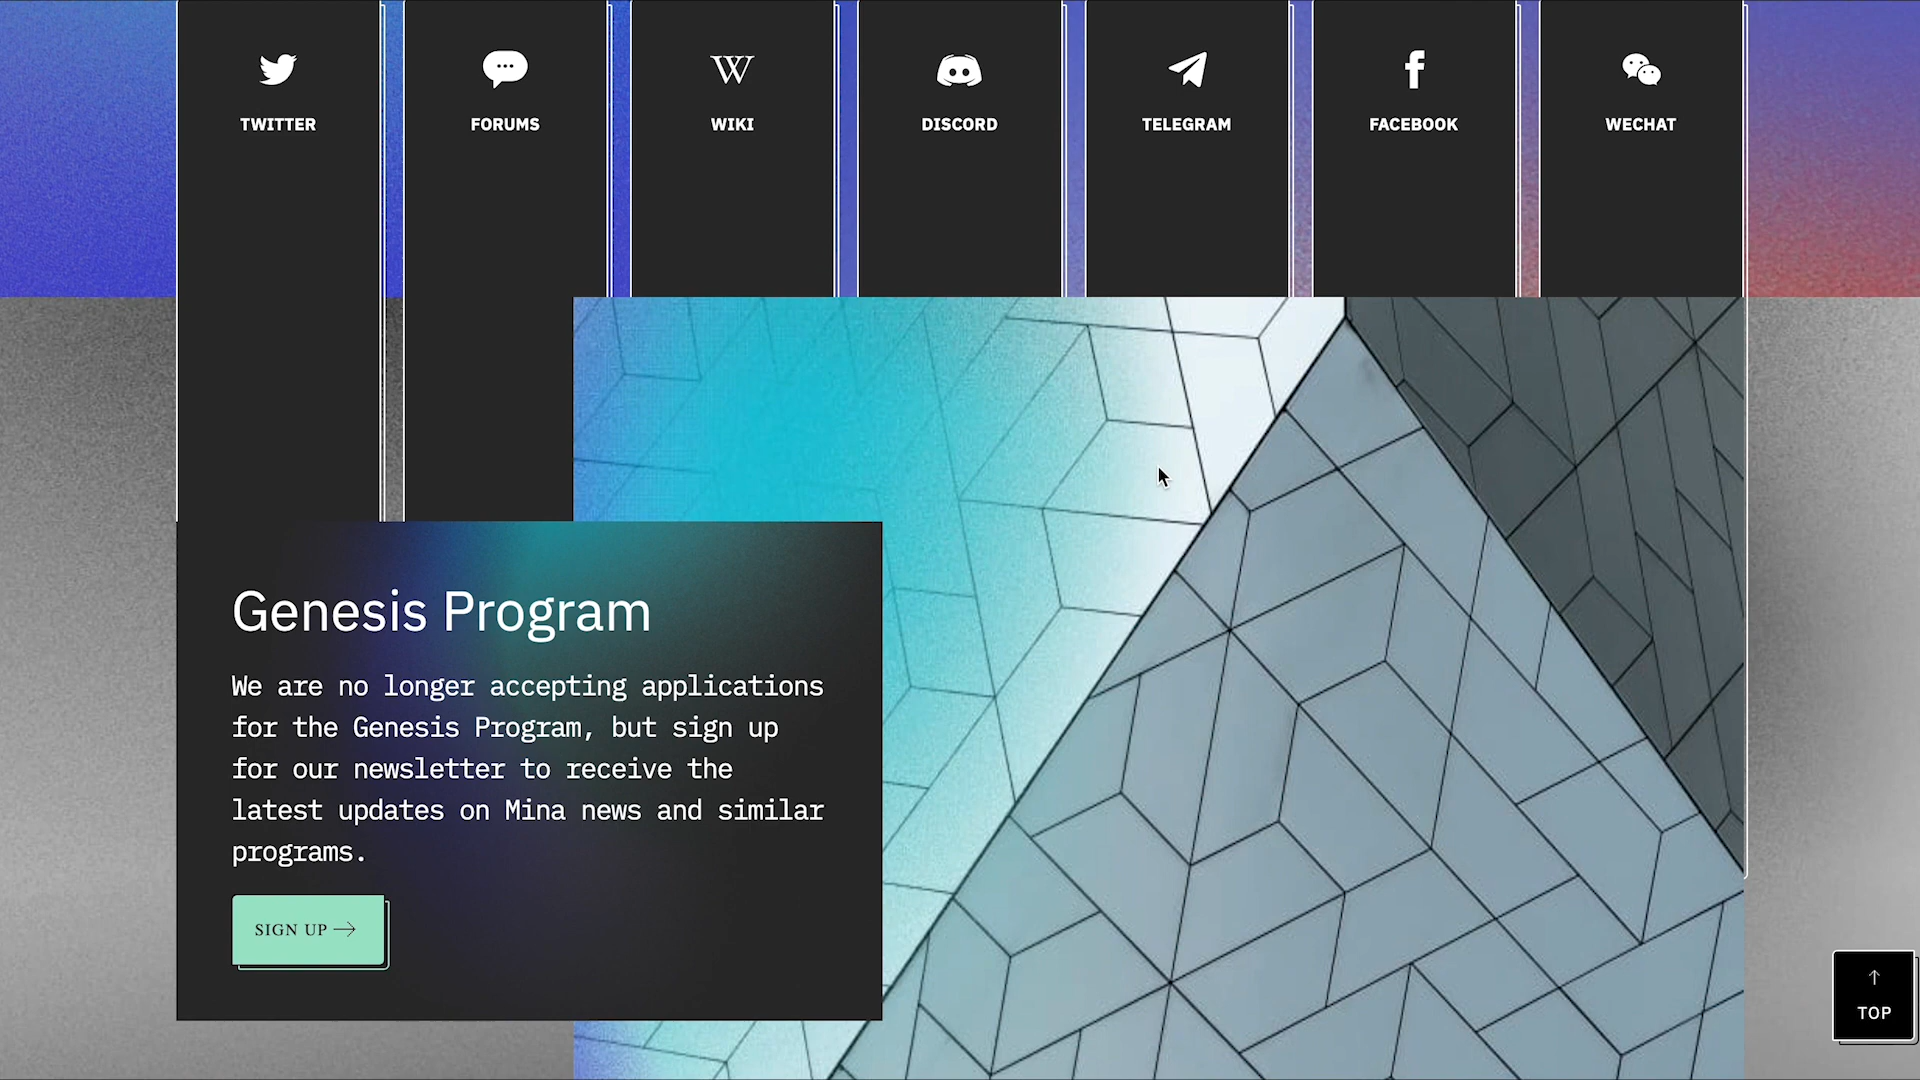 TWITTER
FORUMS
WIKI
DISCORD
TELEGRAM
FACEBOOK
WECHAT
Genesis Program
We are no longer accepting applications
for the Genesis Program, but sign up
for our newsletter to receive the
latest updates on Mina news and similar
programs.
SIGN UP →
↑
TOP